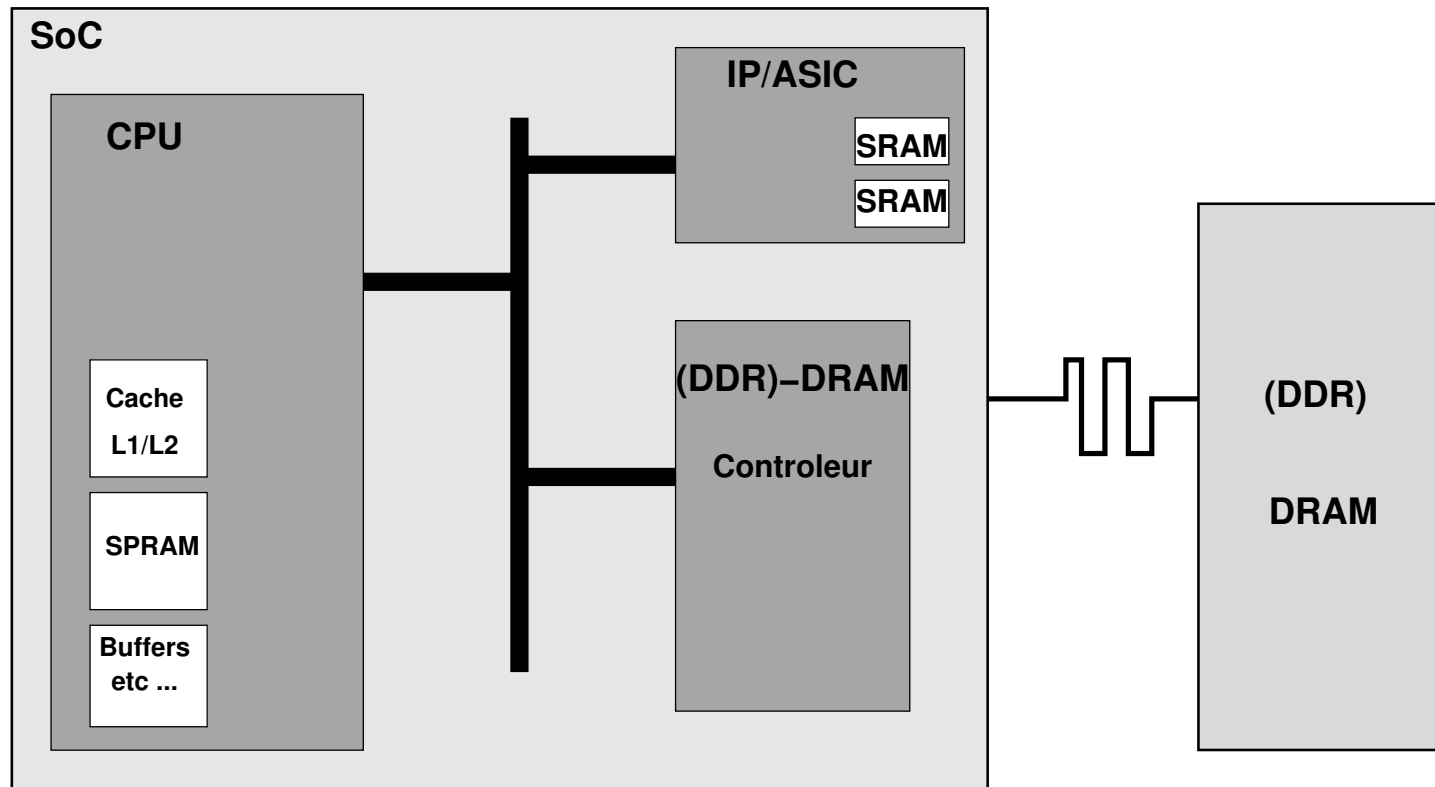 SoC
CPU
Cache
L1/L2
SPRAM
Buffers
etc ...
IP/ASIC
SRAM
SRAM
(DDR)–DRAM
Controleur
(DDR)
DRAM